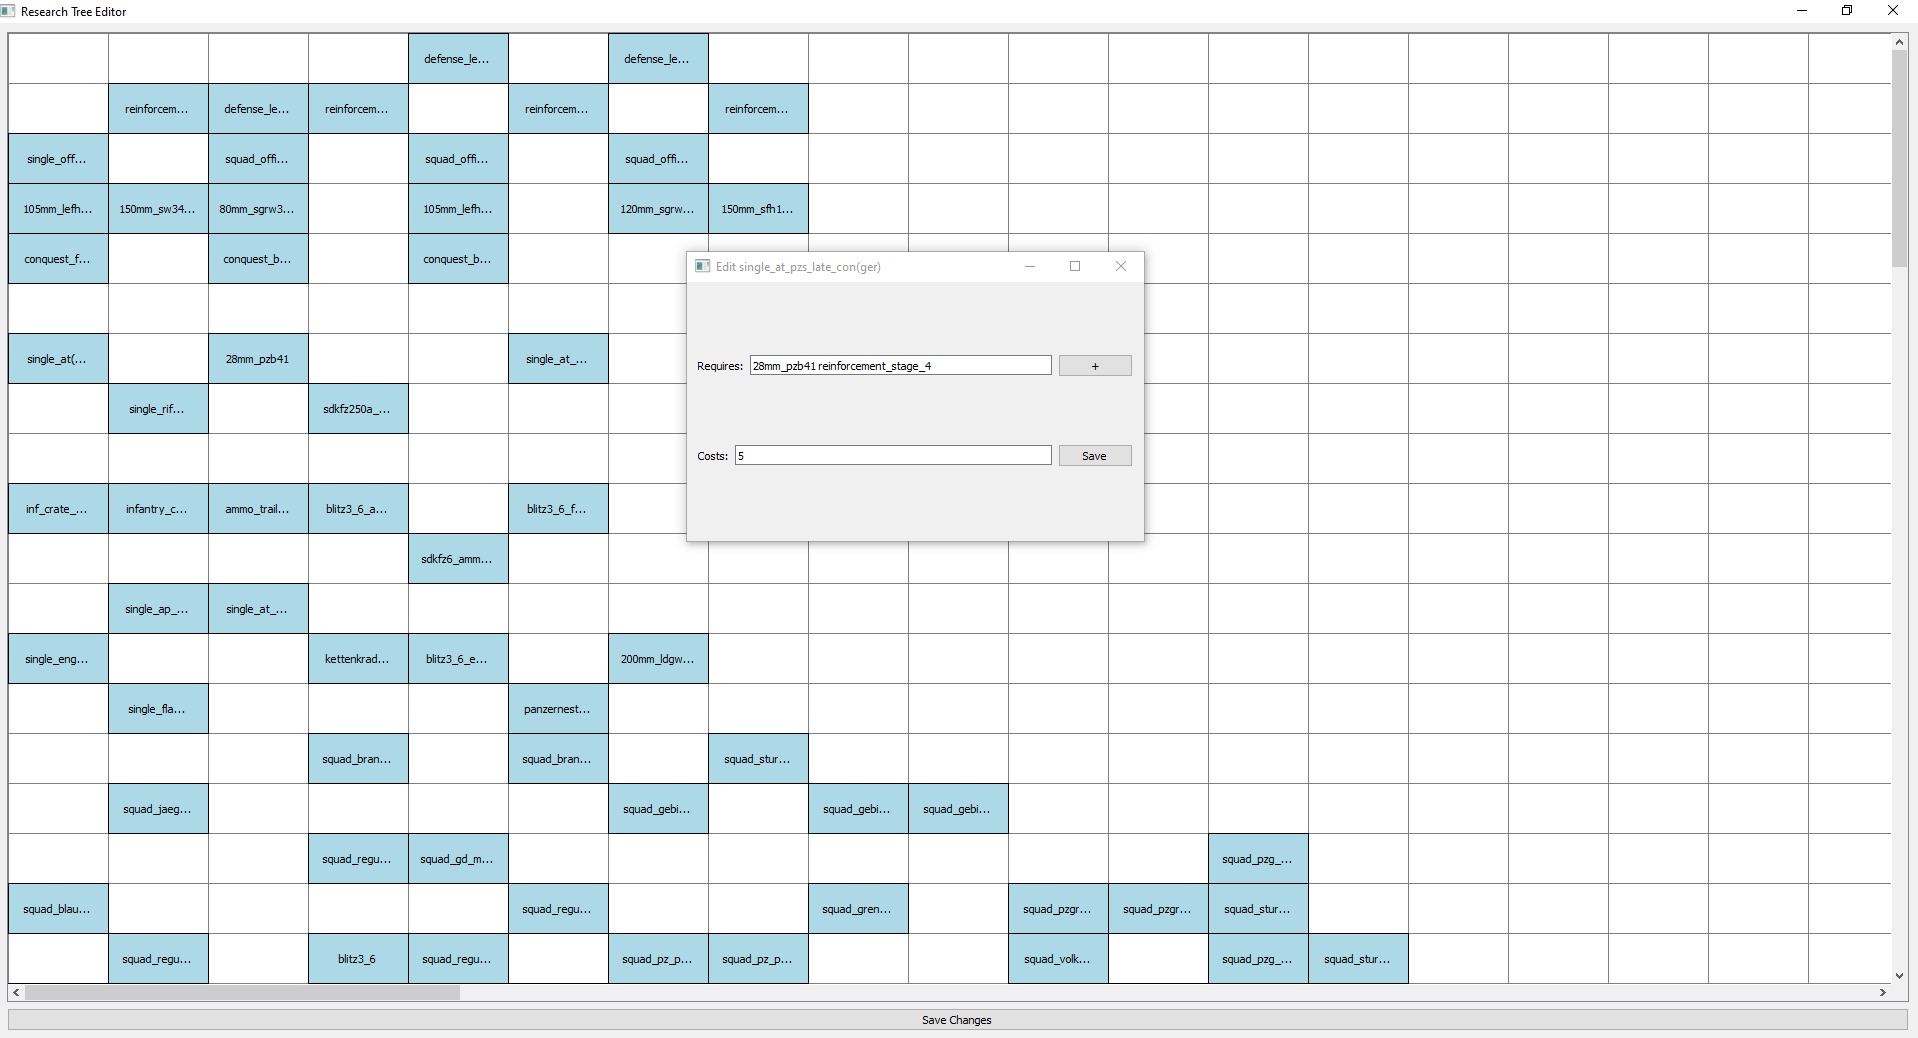 Research Tree Editor
defense_le... defense_le...
reinforcem... defense_le... reinforcem... reinforcem... reinforcem...
single_off... squad_offi... squad_offi... squad_offi...
105mm_lefh... 150mm_sw34... 80mm_sgrw3... 105mm_lefh... 120mm_sgrw... 150mm_sfh1...
conquest_f... conquest_b... conquest_b...
Edit single_at_pzs_late_con(ger)
single_at(... 28mm_pzb41 single_at_...
Requires: 28mm_pzb41 reinforcement_stage_4 +
single_rif... sdkfz250a_...
Costs: 5 Save
inf_crate_... infantry_c... ammo_trail... blitz3_6_a... blitz3_6_f...
sdkfz6_amm...
single_ap_... single_at_...
single_eng... kettenkrad... blitz3_6_e... 200mm_ldgw...
single_fla... panzernest...
squad_bran... squad_bran... squad_stur...
squad_jaeg... squad_gebi... squad_gebi... squad_gebi...
squad_regu... squad_gd_m... squad_pzg_...
squad_blau... squad_regu... squad_gren... squad_pzgr... squad_pzgr... squad_stur...
squad_regu... blitz3_6 squad_regu... squad_pz_p... squad_pz_p... squad_volk... squad_pzg_... squad_stur...
Save Changes